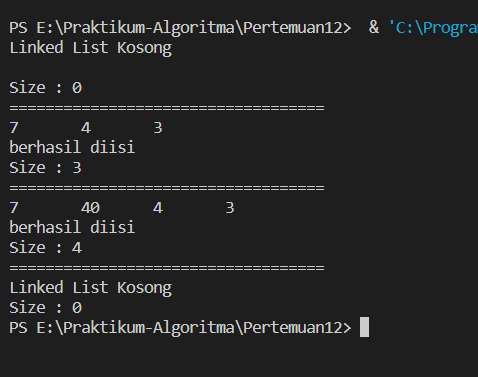 PS E:\Praktikum-Algoritma\Pertemuan12>  & 'C:\Progra
Linked List Kosong

Size : 0
===================================
7       4       3
berhasil diisi
Size : 3
===================================
7       40      4       3
berhasil diisi
Size : 4
===================================
Linked List Kosong
Size : 0
PS E:\Praktikum-Algoritma\Pertemuan12>